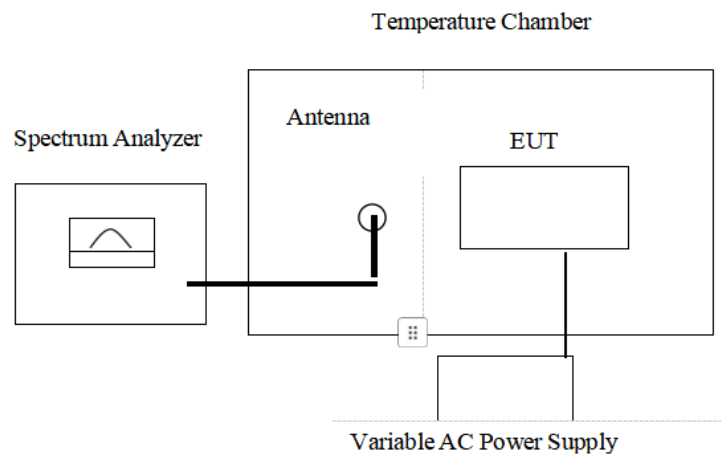 Temperature Chamber
Antenna
Spectrum Analyzer
EUT
Variable AC Power Supply